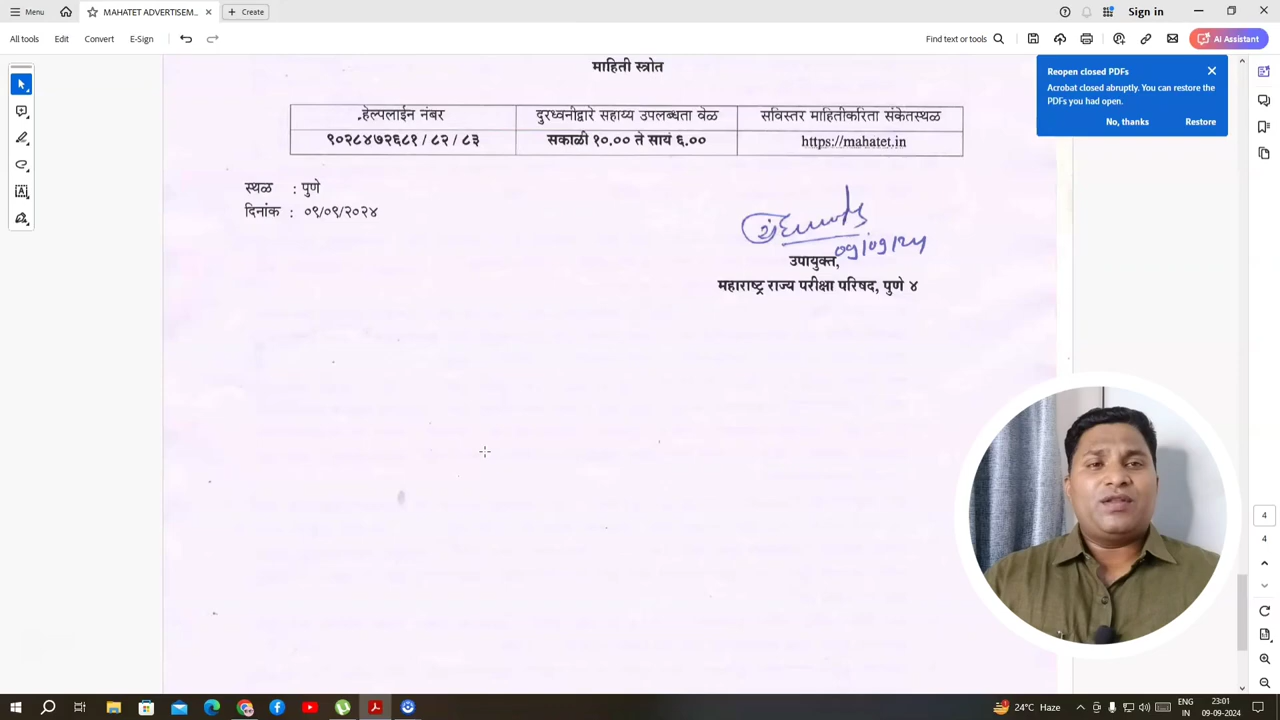 Menu
MAHATET ADVERTISEM...
Create
Sign in
All tools
Edit
Convert
E-Sign
Find text or tools
AI Assistant
Reopen closed PDFs
Acrobat closed abruptly. You can restore the
PDFs you had open.
No, thanks
Restore
माहिती स्त्रोत
हेल्पलाईन नंबर
दुरध्वनीद्वारे सहाय्य उपलब्धता वेळ
सविस्तर माहितीकरिता संकेतस्थळ
९०२८४७२६८१ / ८२ / ८३
सकाळी १०.०० ते सायं ६.००
https://mahatet.in
स्थळ : पुणे
दिनांक : ०९/०९/२०२४
09/09/24
उपायुक्त,
महाराष्ट्र राज्य परीक्षा परिषद, पुणे ४
4
4
24°C Haze
ENG
IN
23:01
09-09-2024